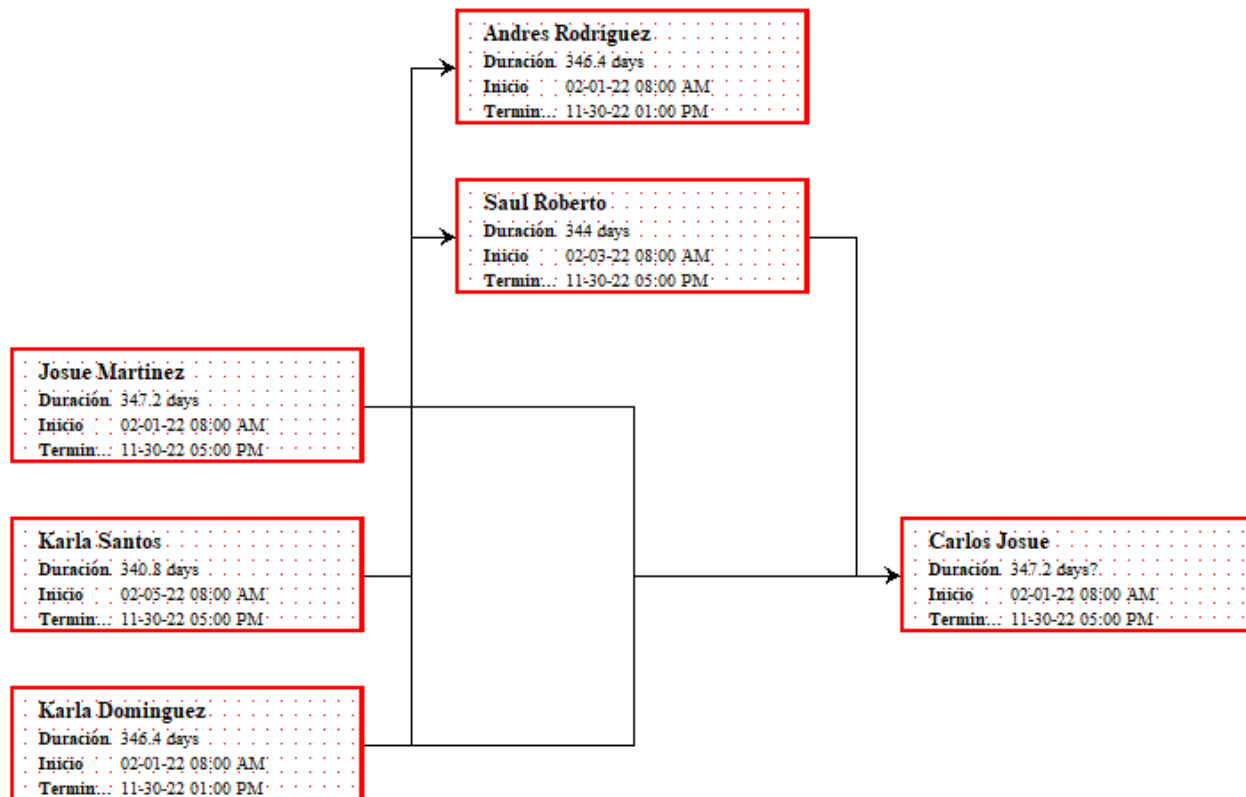 Andres Rodríguez
Duración 346.4 days
Inicio 02-01-22 08:00 AM
Termin... 11-30-22 01:00 PM
Saul Roberto
Duración 344 days
Inicio 02-03-22 08:00 AM
Termin... 11-30-22 05:00 PM
Josue Martinez
Duración 347.2 days
Inicio 02-01-22 08:00 AM
Termin... 11-30-22 05:00 PM
Karla Santos
Duración 340.8 days
Inicio 02-05-22 08:00 AM
Termin... 11-30-22 05:00 PM
Carlos Josue
Duración 347.2 days?
Inicio 02-01-22 08:00 AM
Termin... 11-30-22 05:00 PM
Karla Dominguez
Duración 346.4 days
Inicio 02-01-22 08:00 AM
Termin... 11-30-22 01:00 PM